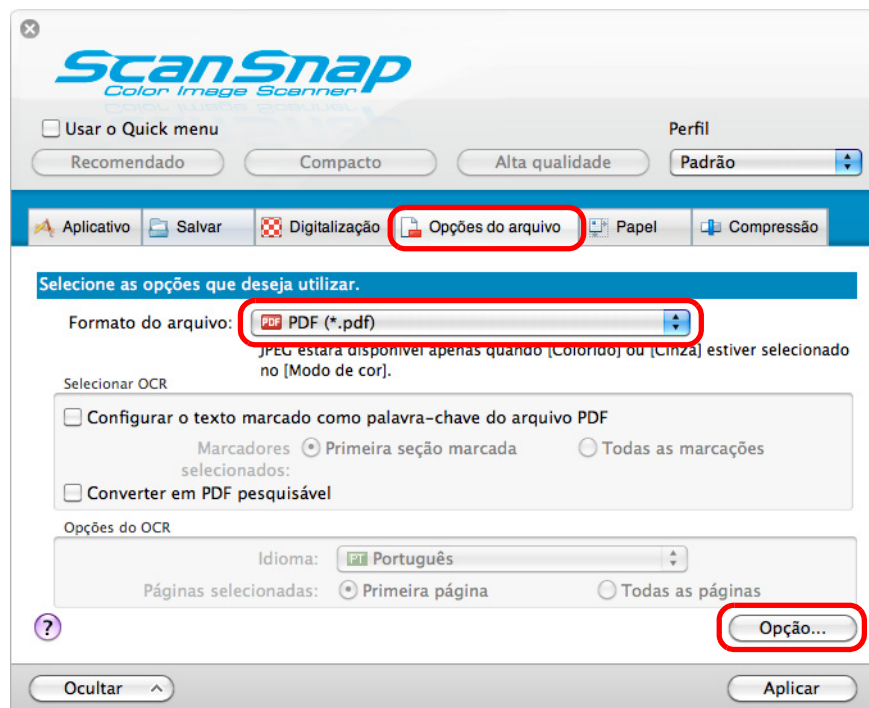 ScanSnap
Color Image Scanner
Usar o Quick menu
Perfil
Recomendado Compacto Alta qualidade Padrão
Aplicativo Salvar Digitalização Opções do arquivo Papel Compressão
Selecione as opções que deseja utilizar.
Formato do arquivo: PDF PDF (*.pdf)
JPEG estará disponível apenas quando [Colorido] ou [Cinza] estiver selecionado
no [Modo de cor].
Selecionar OCR
Configurar o texto marcado como palavra-chave do arquivo PDF
Marcadores Primeira seção marcada Todas as marcações
selecionados:
Converter em PDF pesquisável
Opções do OCR
Idioma: PT Português
Páginas selecionadas: Primeira página Todas as páginas
? Opção...
Ocultar Aplicar